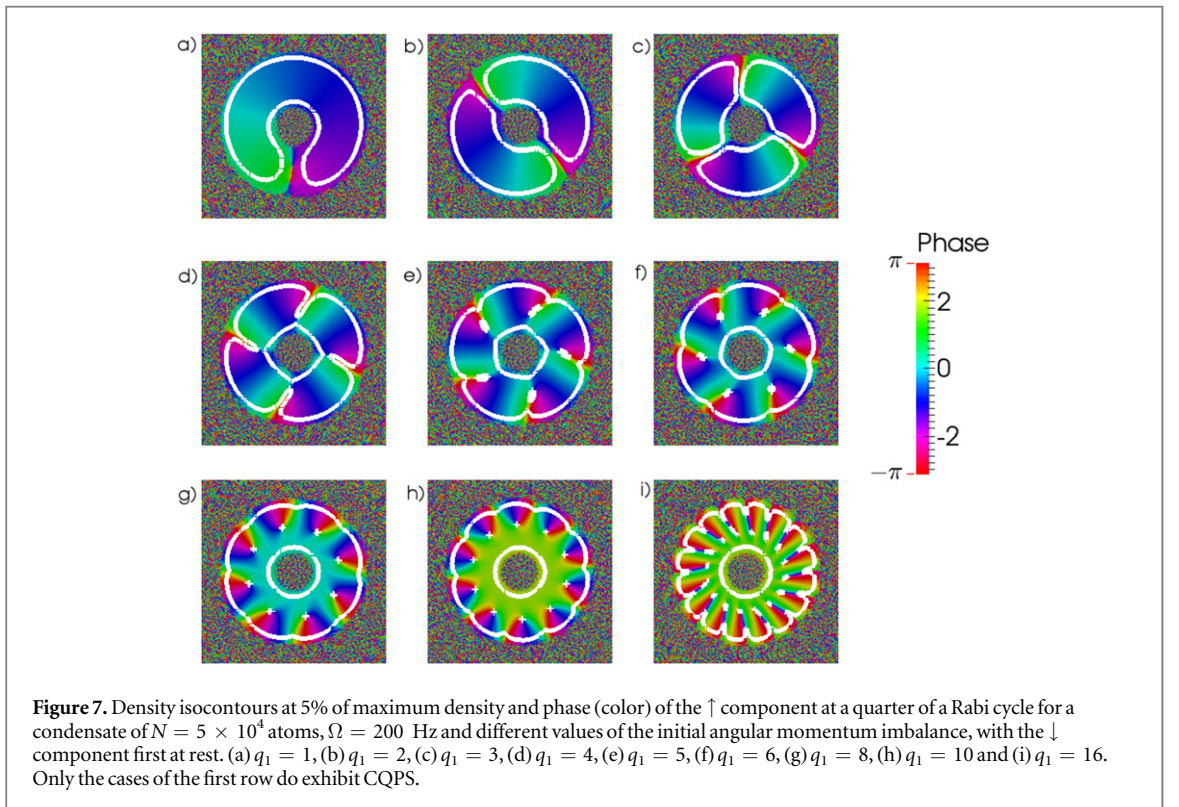 a)
b)
c)
d)
e)
f)
g)
h)
i)
Phase
π
2
0
-2
−π
Figure 7. Density isocontours at 5% of maximum density and phase (color) of the ↑ component at a quarter of a Rabi cycle for a
condensate of N = 5 × 10⁴ atoms, Ω = 200 Hz and different values of the initial angular momentum imbalance, with the ↓
component first at rest. (a) q₁ = 1, (b) q₁ = 2, (c) q₁ = 3, (d) q₁ = 4, (e) q₁ = 5, (f) q₁ = 6, (g) q₁ = 8, (h) q₁ = 10 and (i) q₁ = 16.
Only the cases of the first row do exhibit CQPS.